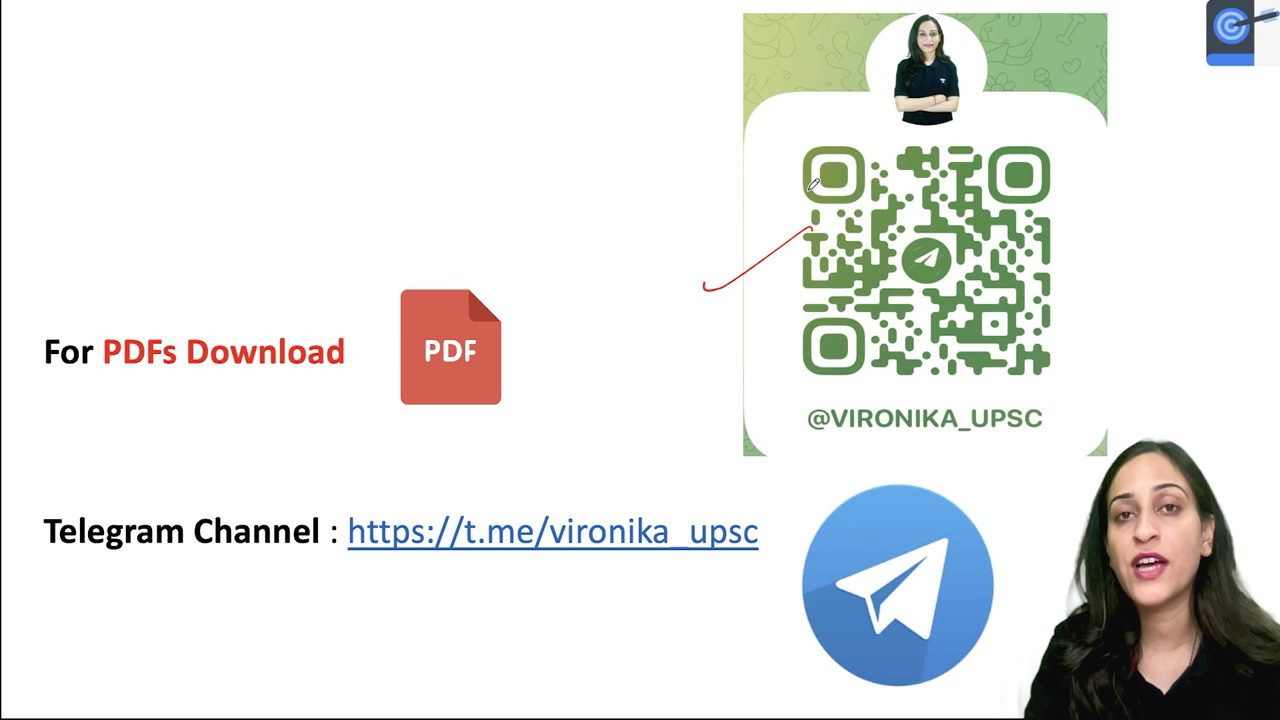 For PDFs Download
PDF
@VIRONIKA_UPSC
Telegram Channel : https://t.me/vironika_upsc